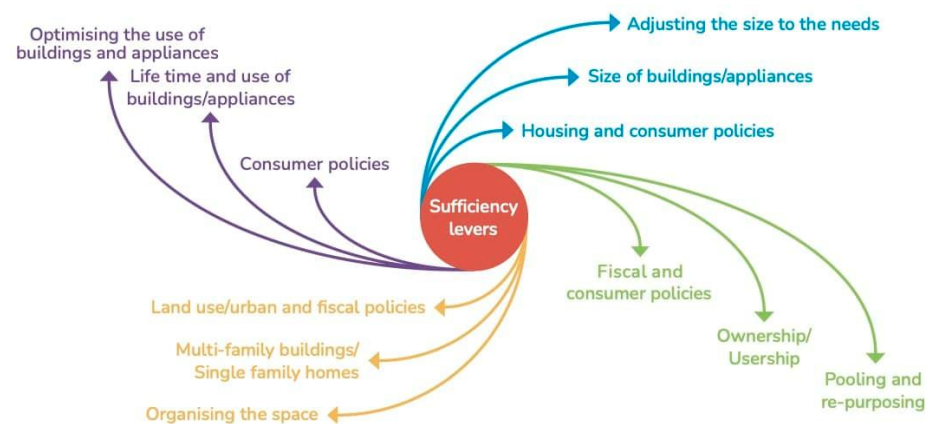 Optimising the use of
buildings and appliances
Life time and use of
buildings/appliances
Consumer policies
Adjusting the size to the needs
Size of buildings/appliances
Housing and consumer policies
Sufficiency
levers
Fiscal and
consumer policies
Ownership/
Usership
Pooling and
re-purposing
Land use/urban and fiscal policies
Multi-family buildings/
Single family homes
Organising the space